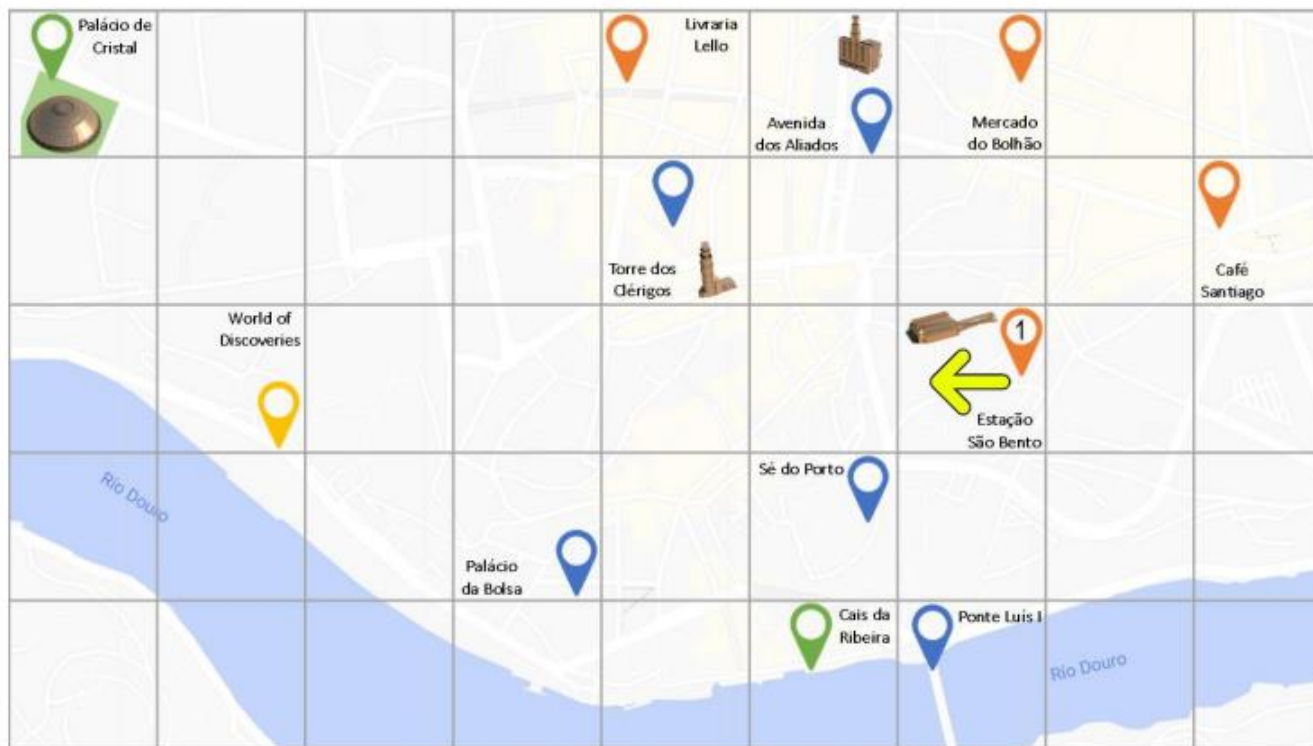 Palácio de
Cristal
Livraria
Lello
Avenida
dos Aliados
Mercado
do Bolhão
Torre dos
Clérigos
Café
Santiago
World of
Discoveries
1
Estação
São Bento
Rio Douro
Sé do Porto
Palácio
da Bolsa
Cais da
Ribeira
Ponte Luís I
Rio Douro